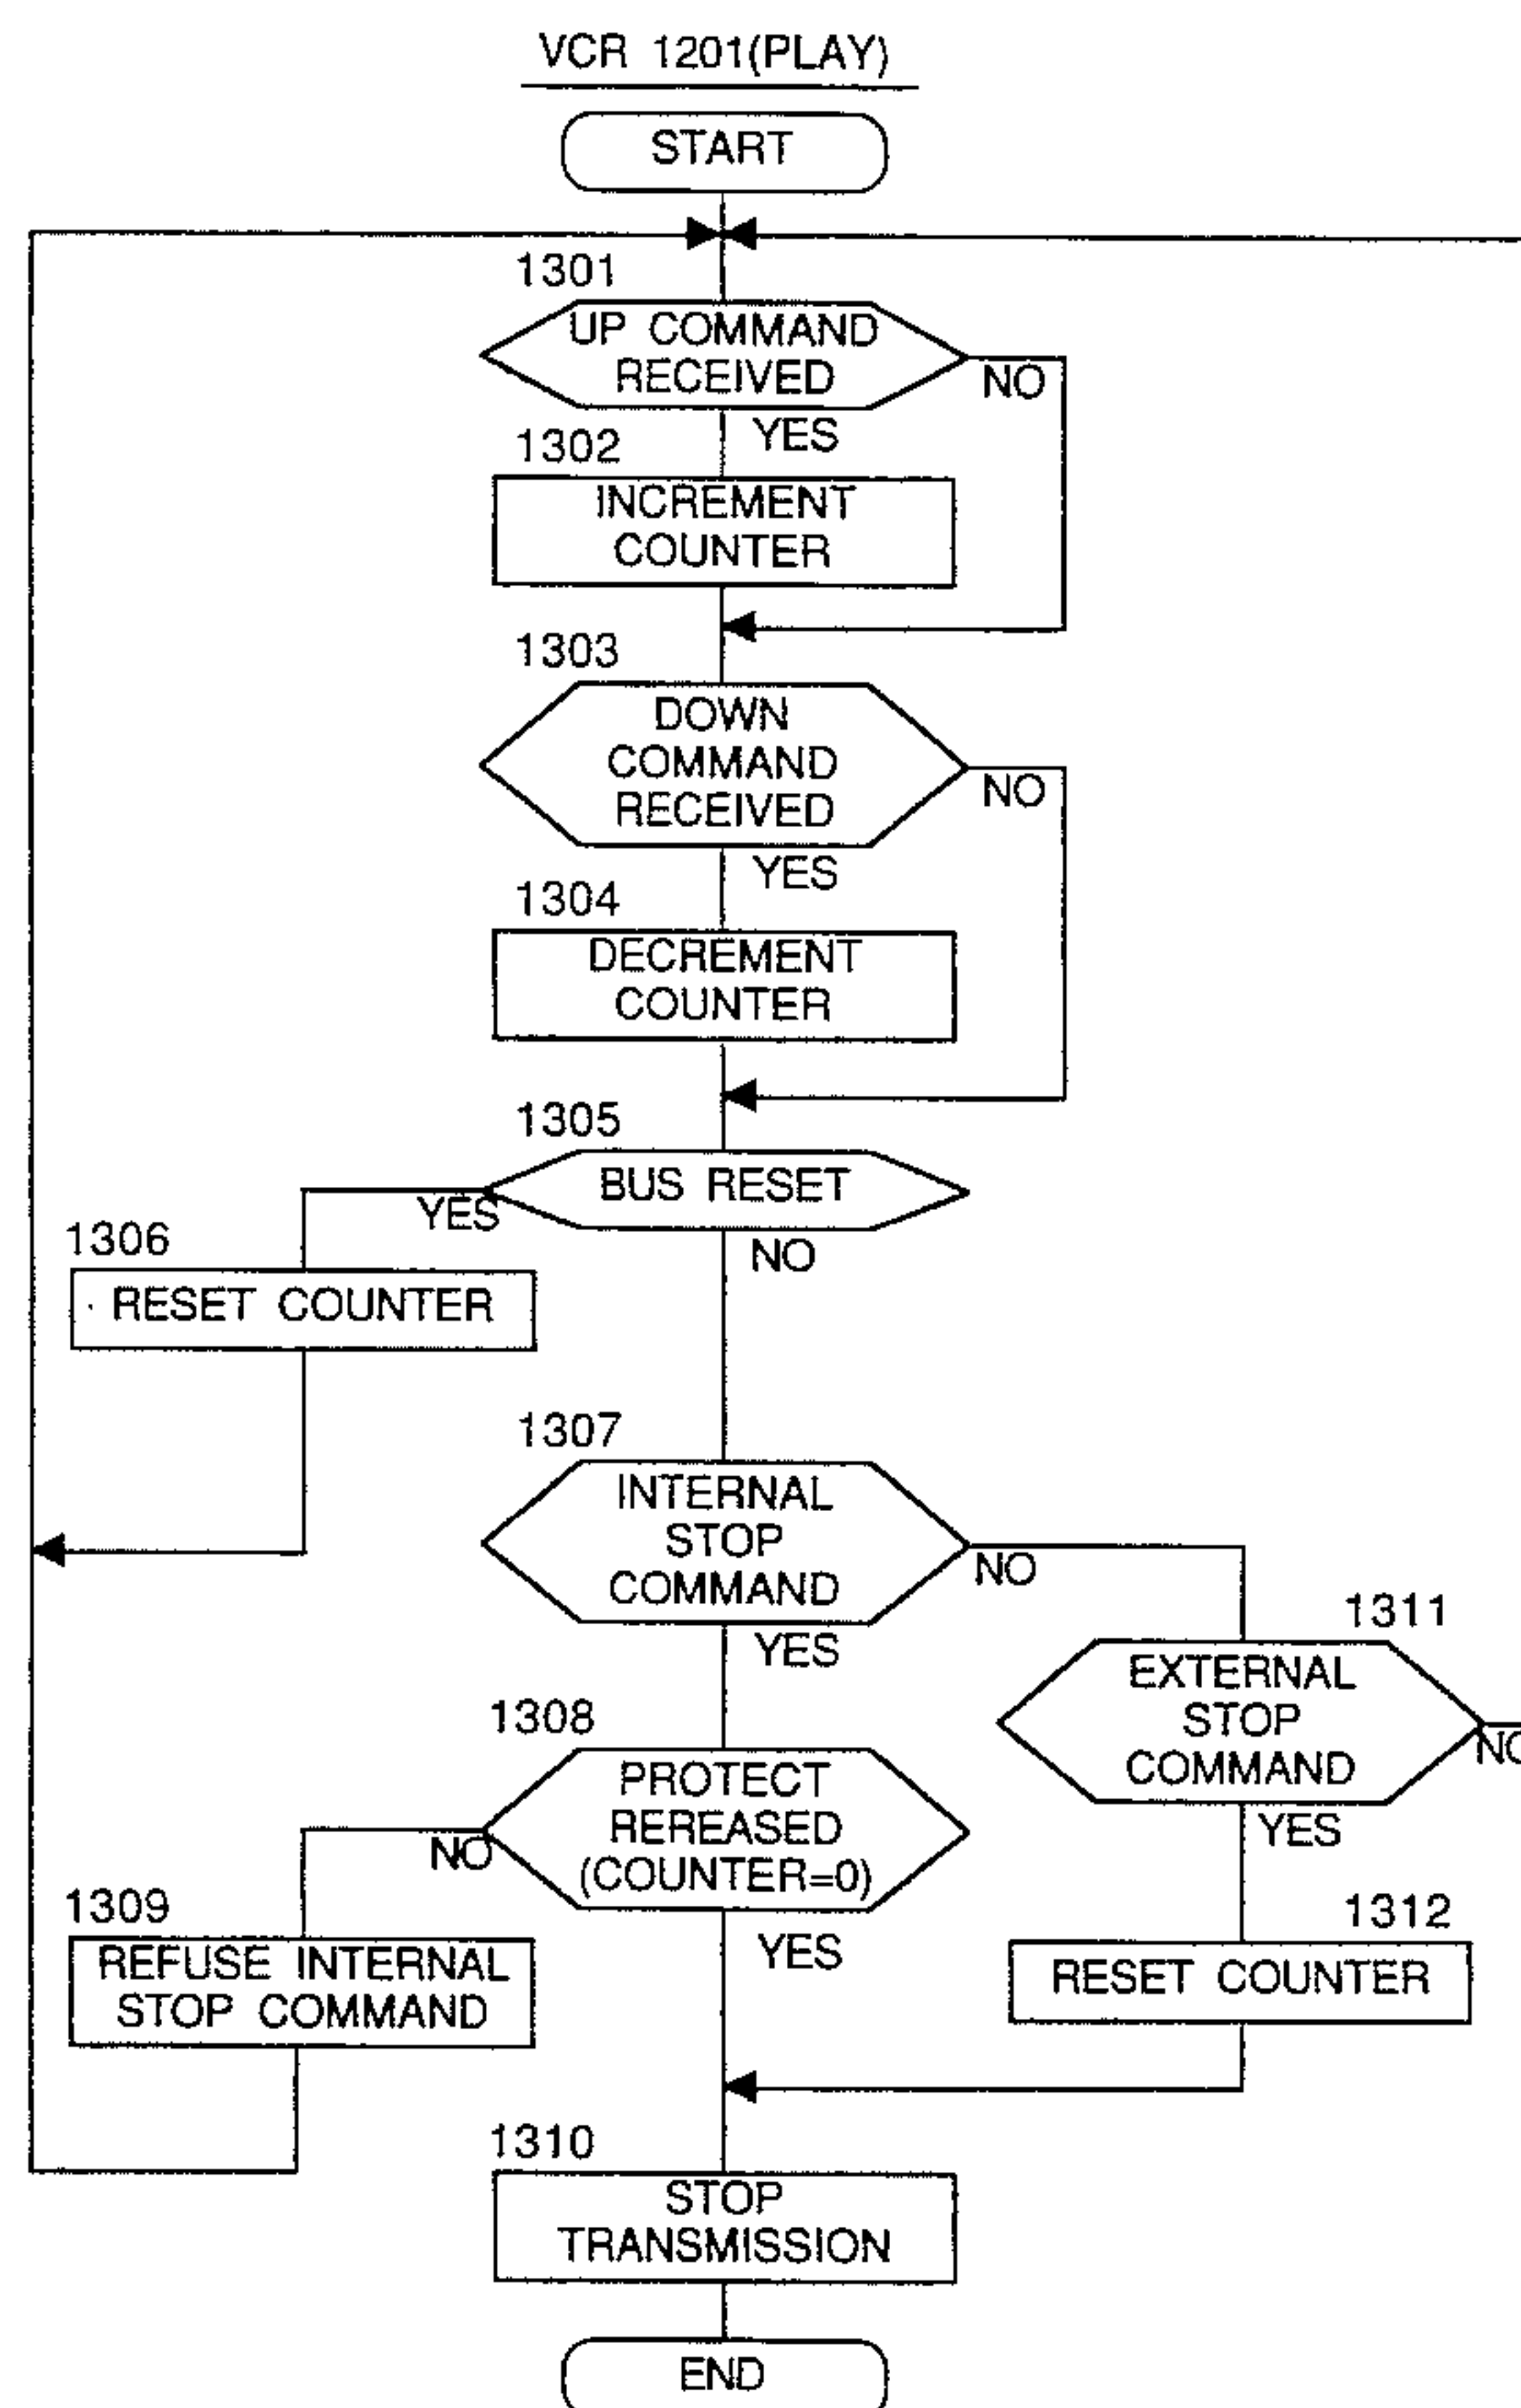 VCR 1201(PLAY)
START
1301
UP COMMAND
RECEIVED
NO
YES
1302
INCREMENT
COUNTER
1303
DOWN
COMMAND
RECEIVED
NO
YES
1304
DECREMENT
COUNTER
1305
BUS RESET
YES
NO
1306
RESET COUNTER
1307
INTERNAL
STOP
COMMAND
NO
YES
1311
EXTERNAL
STOP
COMMAND
NO
YES
1308
PROTECT
REREASED
(COUNTER=0)
NO
YES
1309
REFUSE INTERNAL
STOP COMMAND
1312
RESET COUNTER
1310
STOP
TRANSMISSION
END